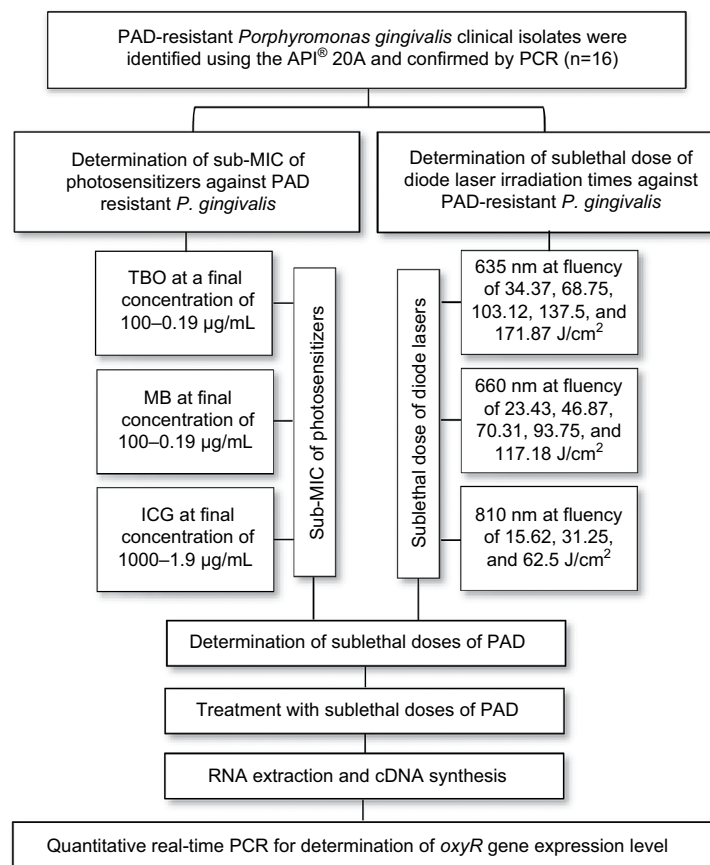 PAD-resistant Porphyromonas gingivalis clinical isolates were
identified using the API® 20A and confirmed by PCR (n=16)
Determination of sub-MIC of
photosensitizers against PAD
resistant P. gingivalis
Determination of sublethal dose of
diode laser irradiation times against
PAD-resistant P. gingivalis
TBO at a final
concentration of
100–0.19 µg/mL
MB at final
concentration of
100–0.19 µg/mL
ICG at final
concentration of
1000–1.9 µg/mL
Sub-MIC of photosensitizers
Sublethal dose of diode lasers
635 nm at fluency
of 34.37, 68.75,
103.12, 137.5, and
171.87 J/cm²
660 nm at fluency
of 23.43, 46.87,
70.31, 93.75, and
117.18 J/cm²
810 nm at fluency
of 15.62, 31.25,
and 62.5 J/cm²
Determination of sublethal doses of PAD
Treatment with sublethal doses of PAD
RNA extraction and cDNA synthesis
Quantitative real-time PCR for determination of oxyR gene expression level